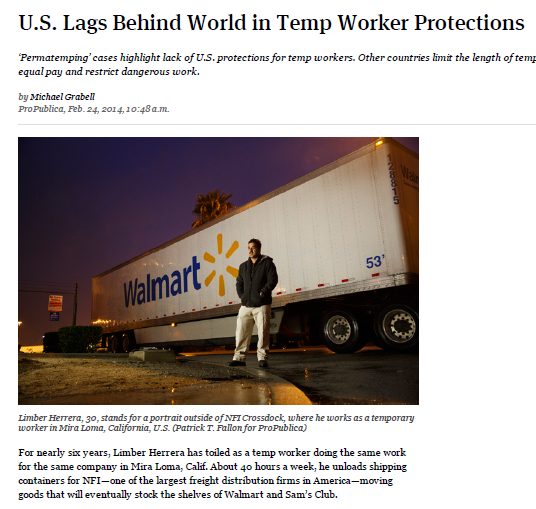 U.S. Lags Behind World in Temp Worker Protections
'Permatemping' cases highlight lack of U.S. protections for temp workers. Other countries limit the length of temp
equal pay and restrict dangerous work.
by Michael Grabell
ProPublica, Feb. 24, 2014, 10:48 a.m.
Walmart
53'
Limber Herrera, 30, stands for a portrait outside of NFI Crossdock, where he works as a temporary
worker in Mira Loma, California, U.S. (Patrick T. Fallon for ProPublica)
For nearly six years, Limber Herrera has toiled as a temp worker doing the same work
for the same company in Mira Loma, Calif. About 40 hours a week, he unloads shipping
containers for NFI—one of the largest freight distribution firms in America—moving
goods that will eventually stock the shelves of Walmart and Sam's Club.